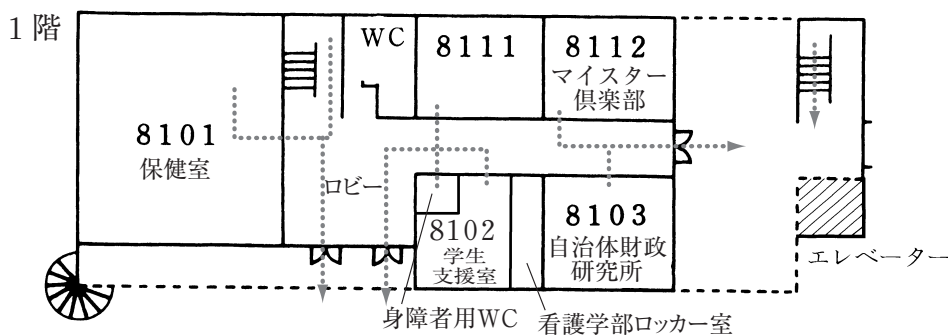 1階
WC
8111
8112
マイスター
倶楽部
8101
保健室
ロビー
8102
学生
支援室
8103
自治体財政
研究所
エレベーター
身障者用WC
看護学部ロッカー室